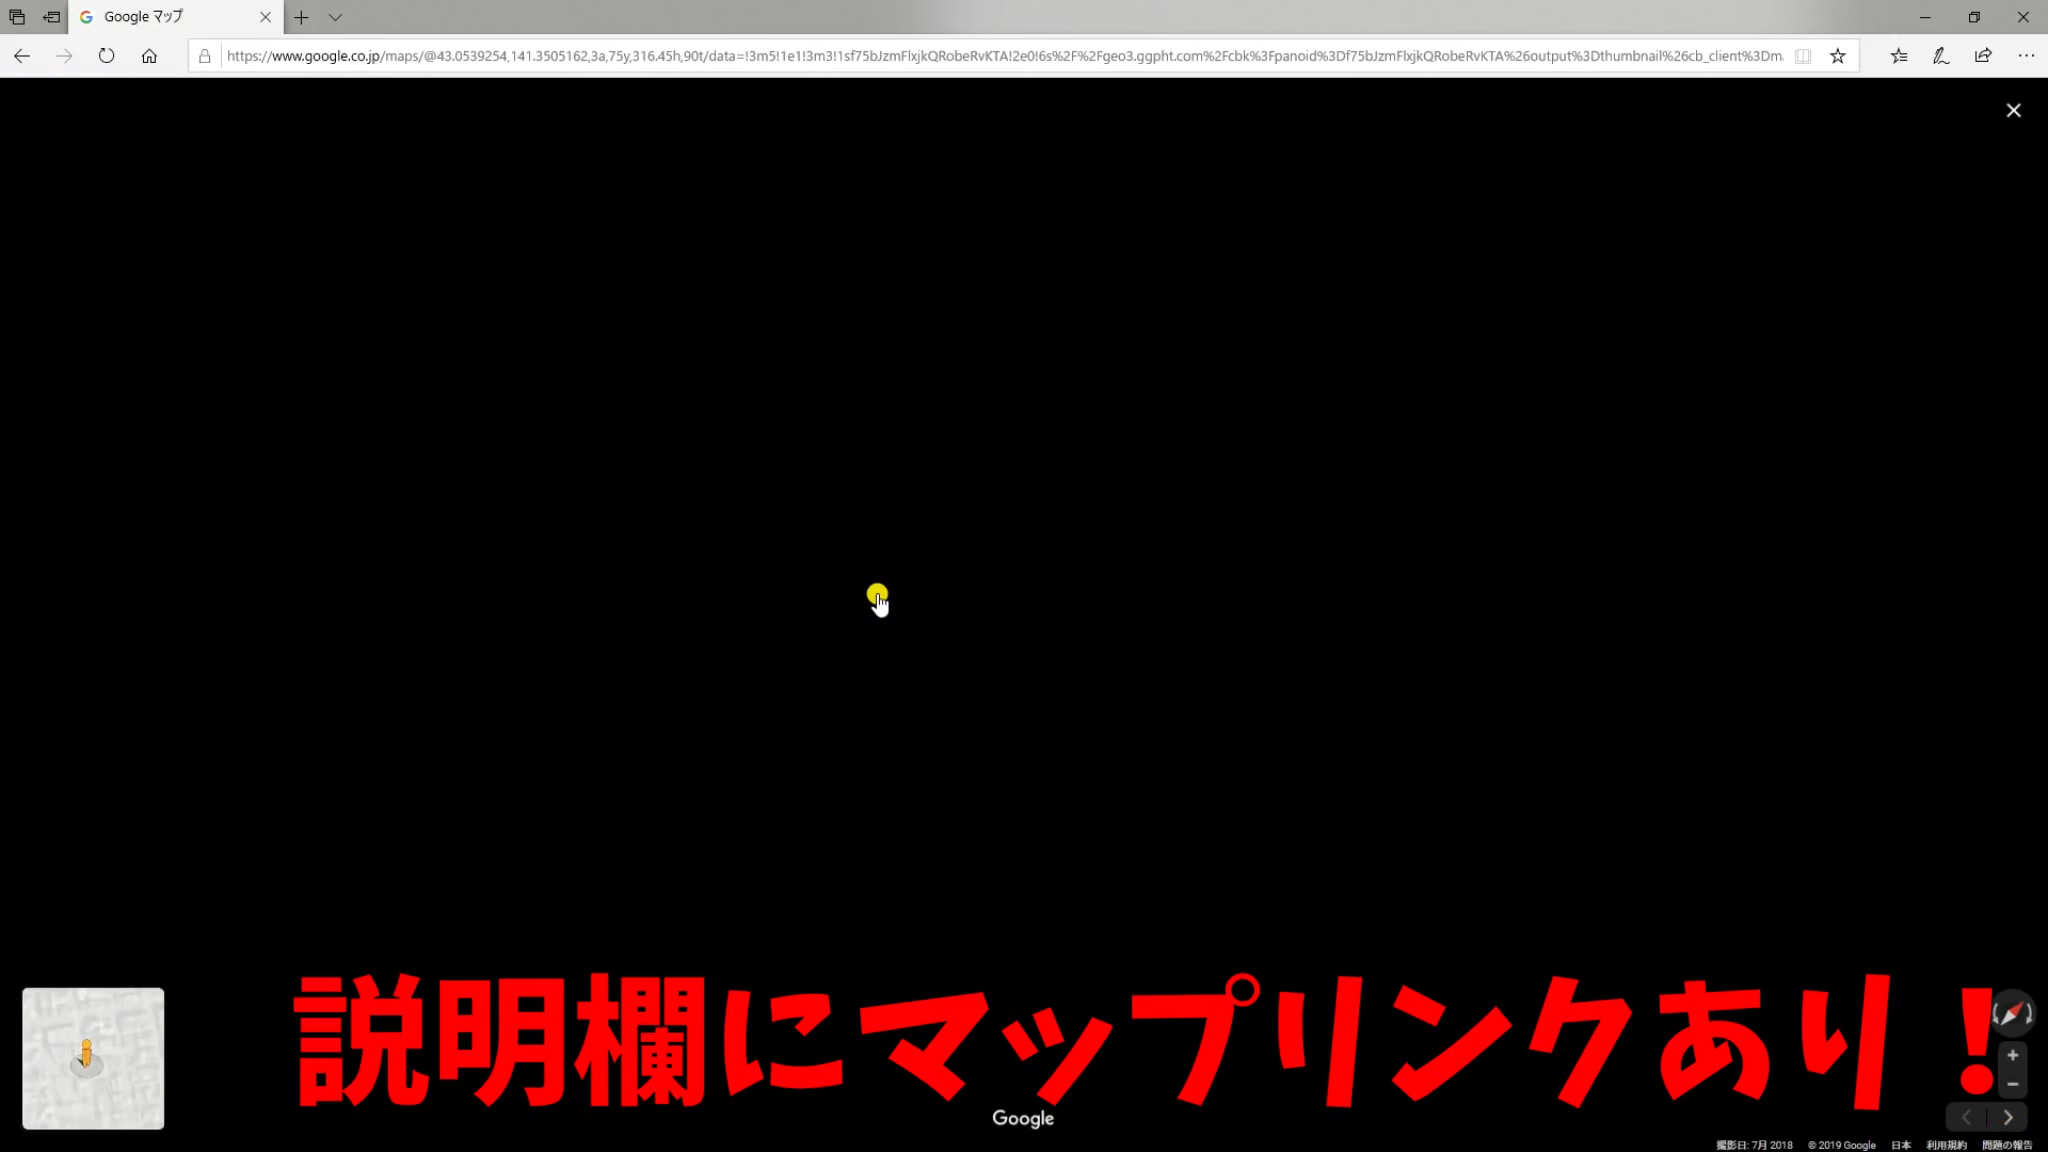 Google マップ
https://www.google.co.jp/maps/@43.0539254,141.3505162,3a,75y,316.45h,90t/data=!3m5!1e1!3m3!1sf75bJzmFlxjkQRobeRvKTA!2e0!6s%2F%2Fgeo3.ggpht.com%2Fcbk%3Fpanoid%3Df75bJzmFlxjkQRobeRvKTA%26output%3Dthumbnail%26cb_client%3Dm
説明欄にマップリンクあり！
Google
撮影日: 7月 2018 © 2019 Google 日本 利用規約 問題の報告